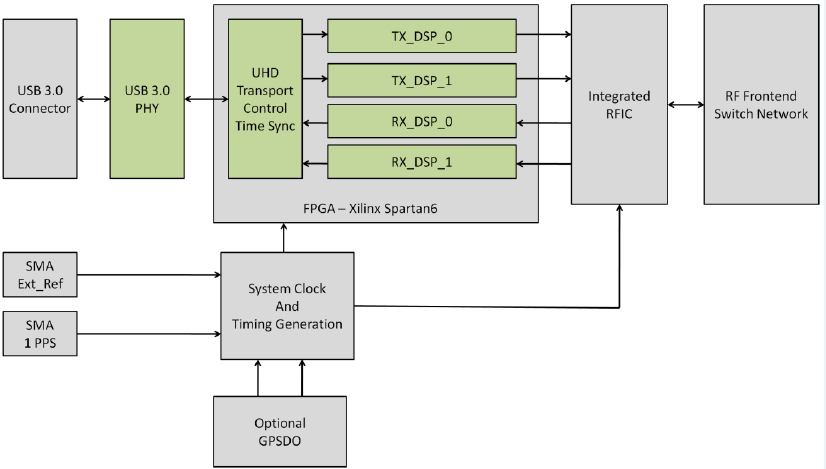 USB 3.0
Connector
USB 3.0
PHY
UHD
Transport
Control
Time Sync
TX_DSP_0
TX_DSP_1
RX_DSP_0
RX_DSP_1
FPGA – Xilinx Spartan6
Integrated
RFIC
RF Frontend
Switch Network
SMA
Ext_Ref
SMA
1 PPS
System Clock
And
Timing Generation
Optional
GPSDO